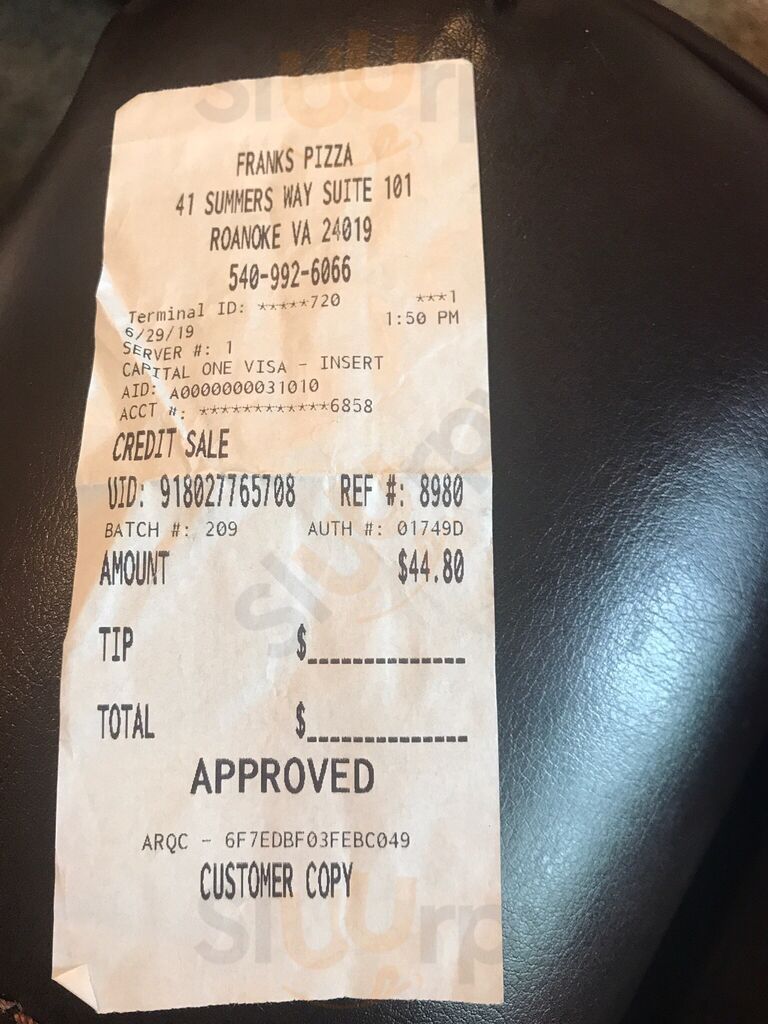 FRANKS PIZZA
41 SUMMERS WAY SUITE 101
ROANOKE VA 24019
540-992-6066
Terminal ID: *****720 ***1
6/29/19 1:50 PM
SERVER #: 1
CAPITAL ONE VISA - INSERT
AID: A0000000031010
ACCT #: ************6858
CREDIT SALE
UID: 918027765708 REF #: 8980
BATCH #: 209 AUTH #: 01749D
AMOUNT $44.80
TIP $
TOTAL $
APPROVED
ARQC - 6F7EDBF03FEBC049
CUSTOMER COPY